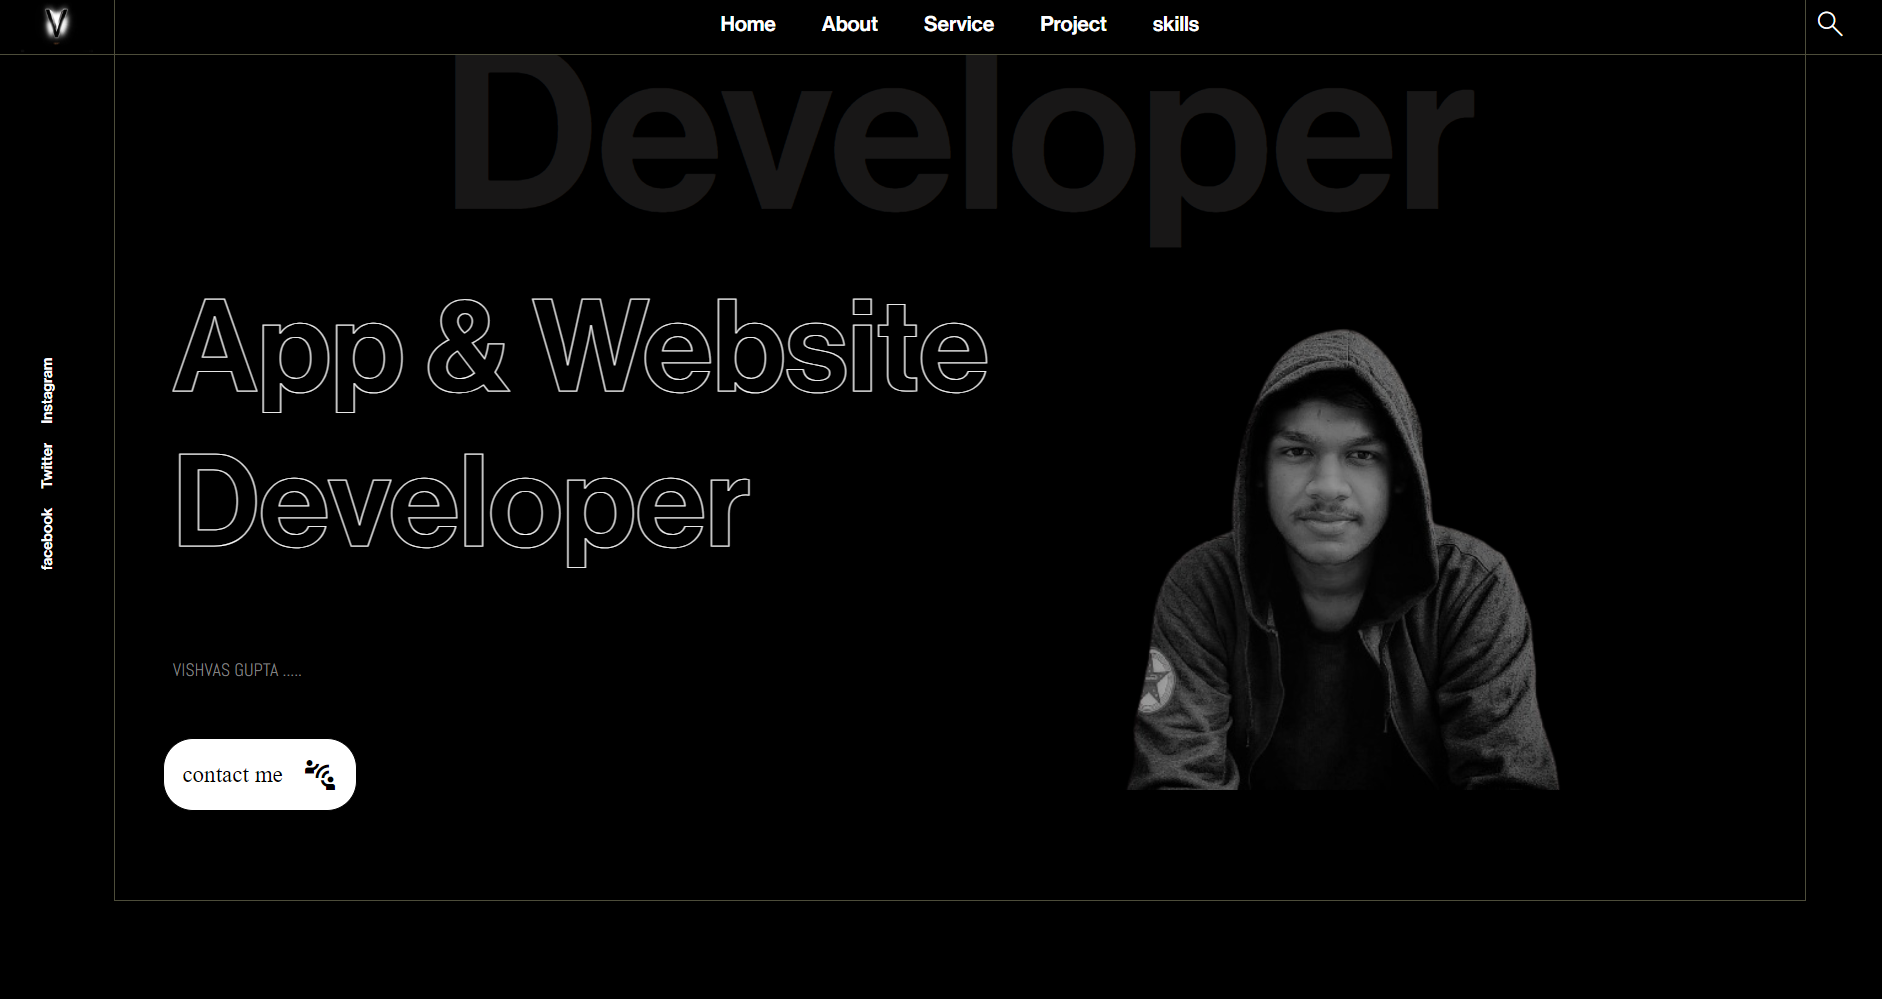 V
Home About Service Project skills
Developer
App & Website
Developer
Instagram
Twitter
facebook
VISHVAS GUPTA .....
contact me